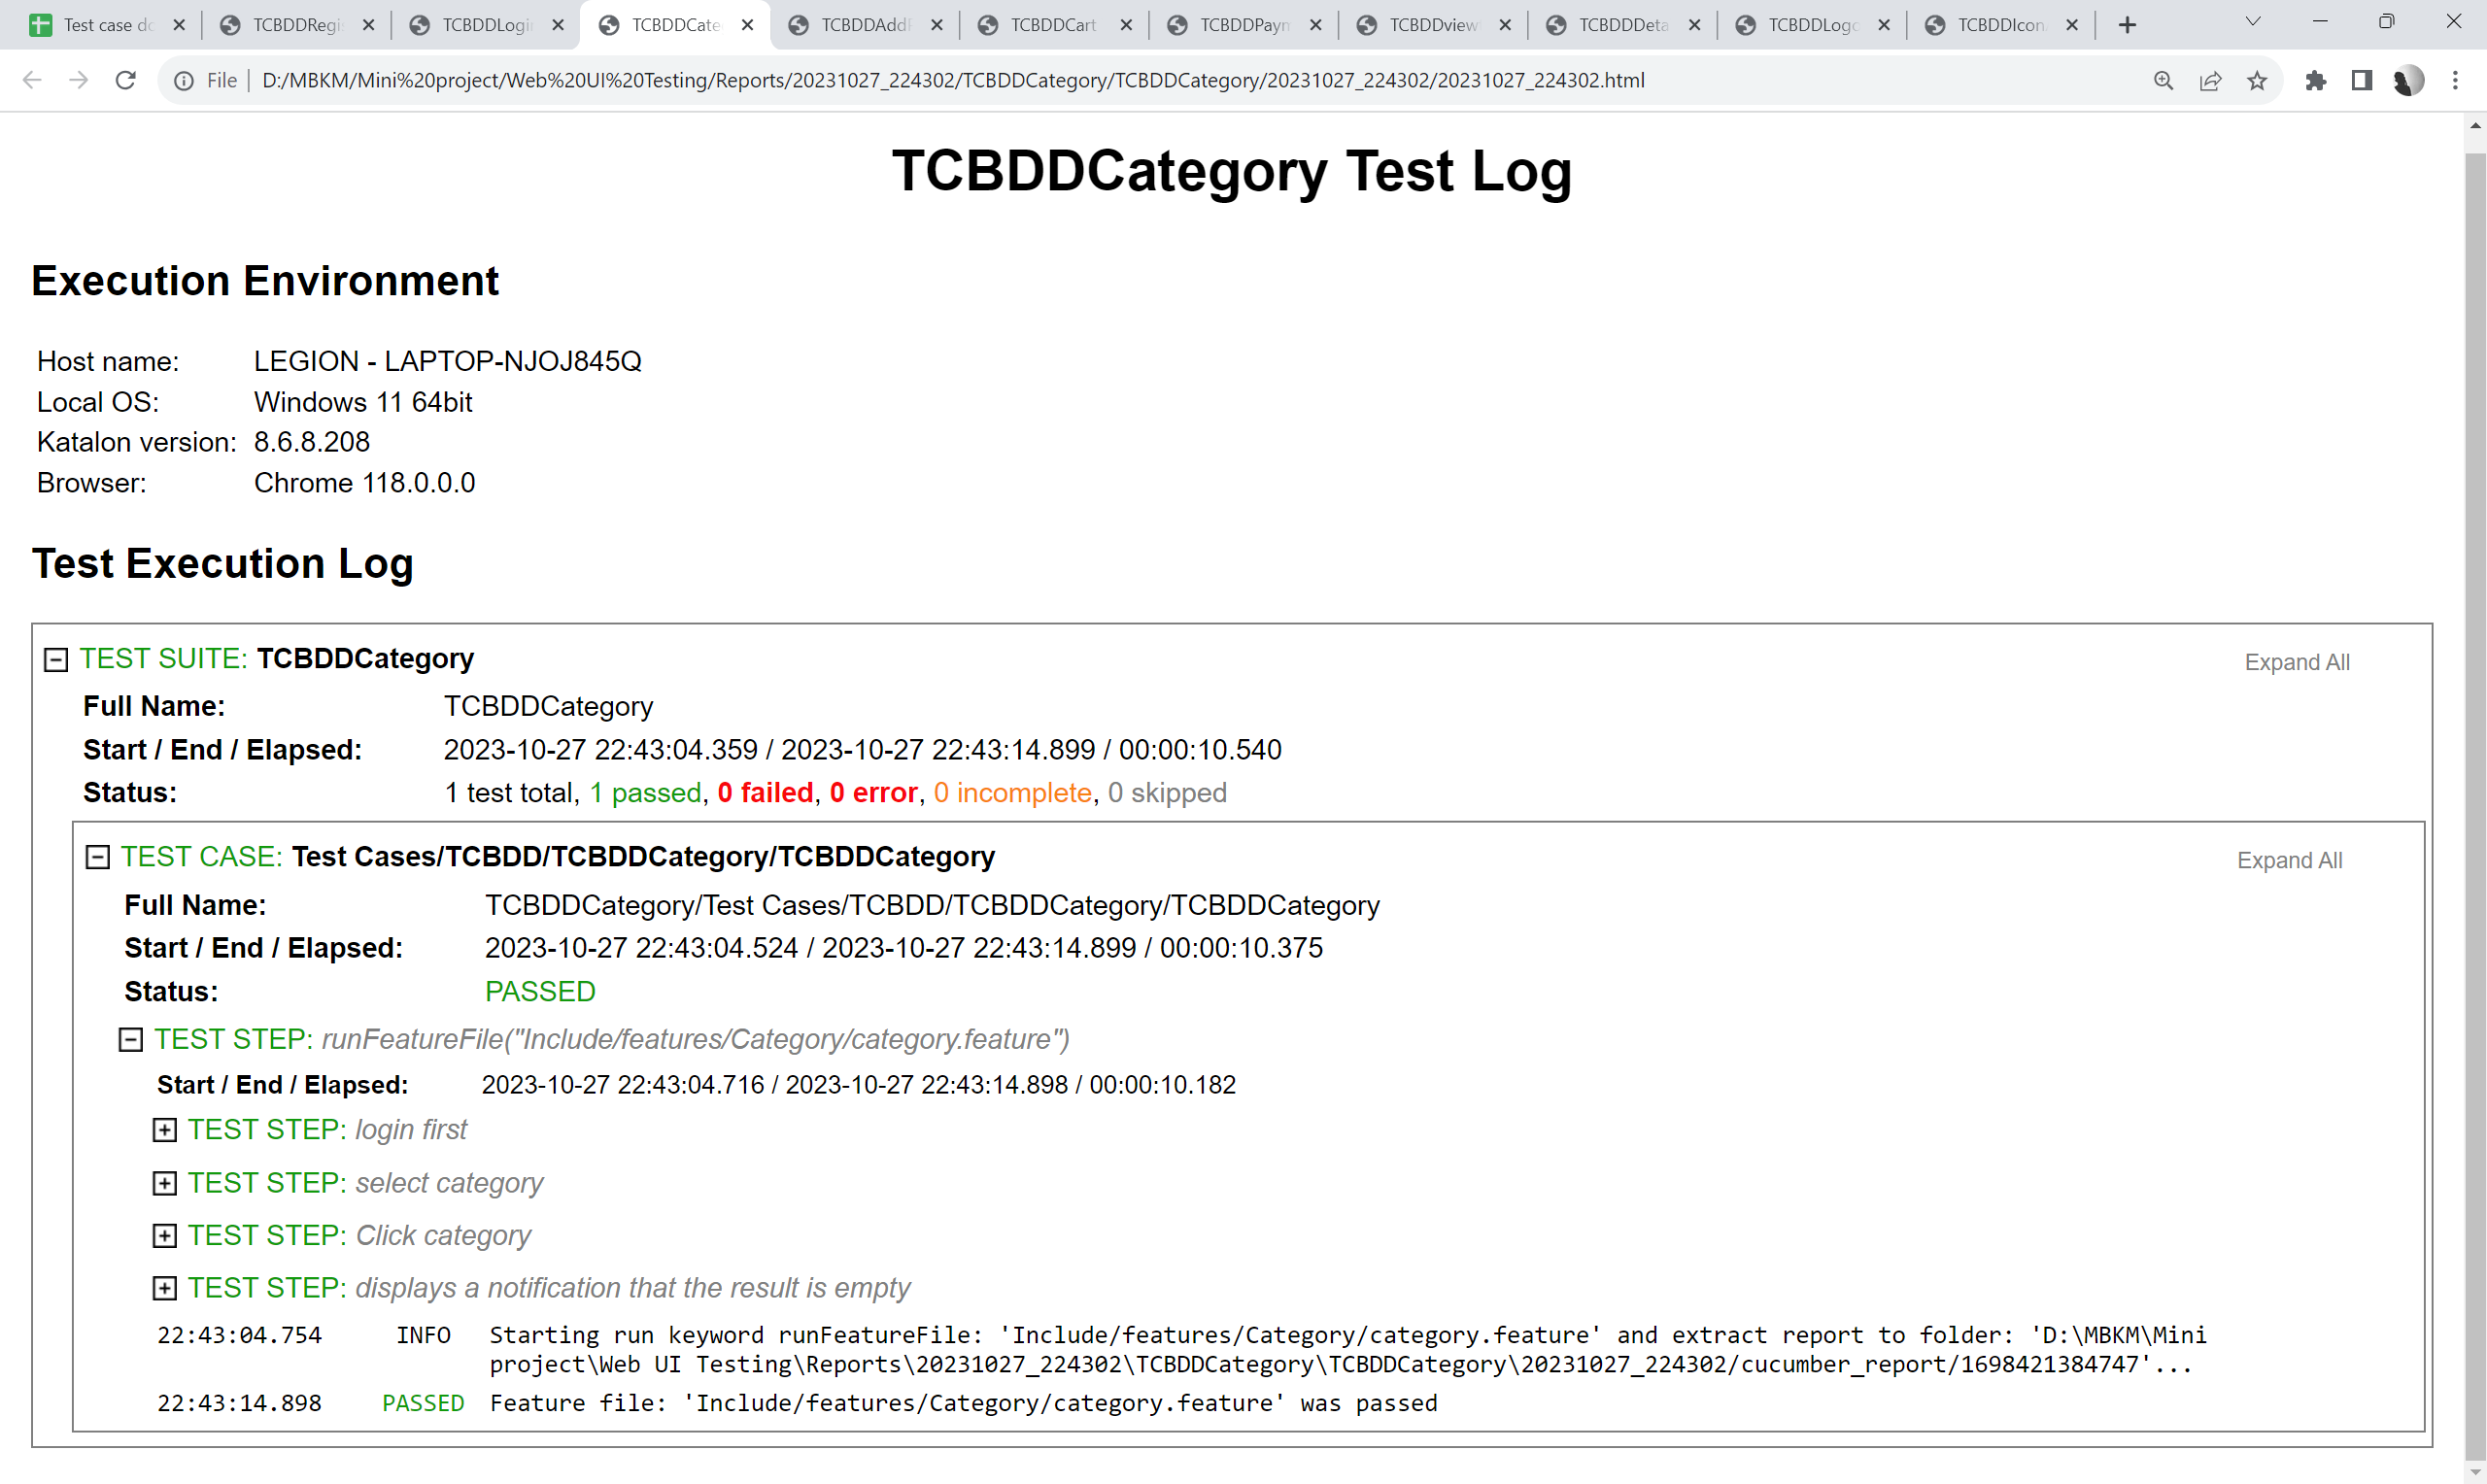 Test case do
TCBDDRegis
TCBDDLogin
TCBDDCate
TCBDDAddP
TCBDDCart
TCBDDPaym
TCBDDview
TCBDDDeta
TCBDDLogo
TCBDDIcon
File
D:/MBKM/Mini%20project/Web%20UI%20Testing/Reports/20231027_224302/TCBDDCategory/TCBDDCategory/20231027_224302/20231027_224302.html
TCBDDCategory Test Log
Execution Environment
Host name: LEGION - LAPTOP-NJOJ845Q
Local OS: Windows 11 64bit
Katalon version: 8.6.8.208
Browser: Chrome 118.0.0.0
Test Execution Log
TEST SUITE: TCBDDCategory Expand All
Full Name: TCBDDCategory
Start / End / Elapsed: 2023-10-27 22:43:04.359 / 2023-10-27 22:43:14.899 / 00:00:10.540
Status: 1 test total, 1 passed, 0 failed, 0 error, 0 incomplete, 0 skipped
TEST CASE: Test Cases/TCBDD/TCBDDCategory/TCBDDCategory Expand All
Full Name: TCBDDCategory/Test Cases/TCBDD/TCBDDCategory/TCBDDCategory
Start / End / Elapsed: 2023-10-27 22:43:04.524 / 2023-10-27 22:43:14.899 / 00:00:10.375
Status: PASSED
TEST STEP: runFeatureFile("Include/features/Category/category.feature")
Start / End / Elapsed: 2023-10-27 22:43:04.716 / 2023-10-27 22:43:14.898 / 00:00:10.182
TEST STEP: login first
TEST STEP: select category
TEST STEP: Click category
TEST STEP: displays a notification that the result is empty
22:43:04.754 INFO Starting run keyword runFeatureFile: 'Include/features/Category/category.feature' and extract report to folder: 'D:\MBKM\Mini
project\Web UI Testing\Reports\20231027_224302\TCBDDCategory\TCBDDCategory\20231027_224302/cucumber_report/1698421384747'...
22:43:14.898 PASSED Feature file: 'Include/features/Category/category.feature' was passed